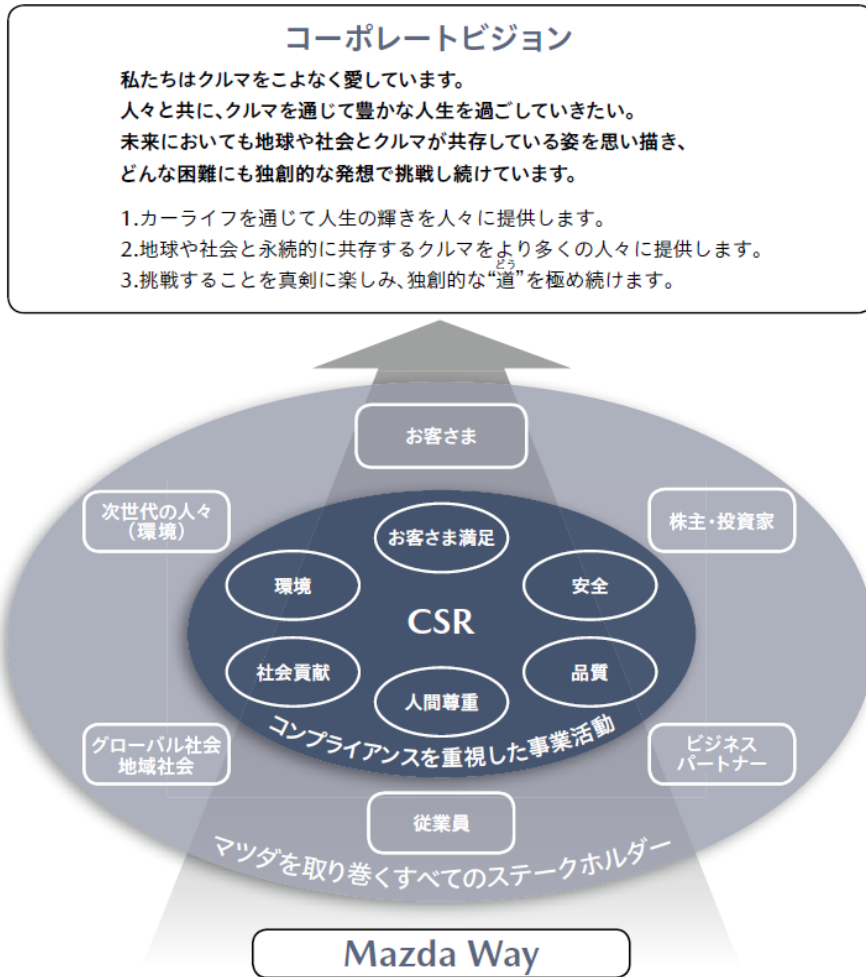 コーポレートビジョン
私たちはクルマをこよなく愛しています。
人々と共に、クルマを通じて豊かな人生を過ごしていきたい。
未来においても地球や社会とクルマが共存している姿を思い描き、
どんな困難にも独創的な発想で挑戦し続けています。
1.カーライフを通じて人生の輝きを人々に提供します。
2.地球や社会と永続的に共存するクルマをより多くの人々に提供します。
どう
3.挑戦することを真剣に楽しみ、独創的な“道”を極め続けます。
お客さま
次世代の人々
(環境)
株主・投資家
お客さま満足
環境
安全
CSR
社会貢献
品質
人間尊重
コンプライアンスを重視した事業活動
グローバル社会
地域社会
ビジネス
パートナー
従業員
マツダを取り巻くすべてのステークホルダー
Mazda Way